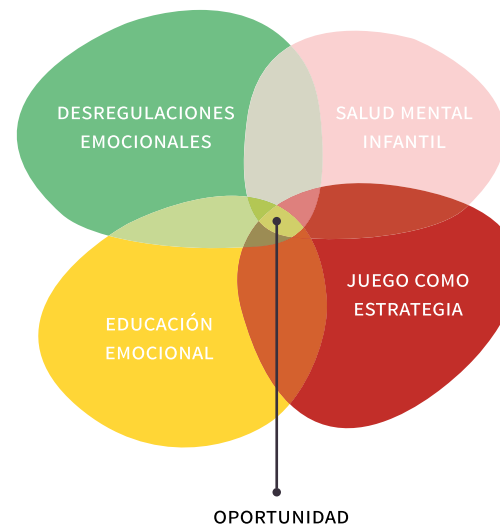 DESREGULACIONES
EMOCIONALES
SALUD MENTAL
INFANTIL
JUEGO COMO
ESTRATEGIA
EDUCACIÓN
EMOCIONAL
OPORTUNIDAD